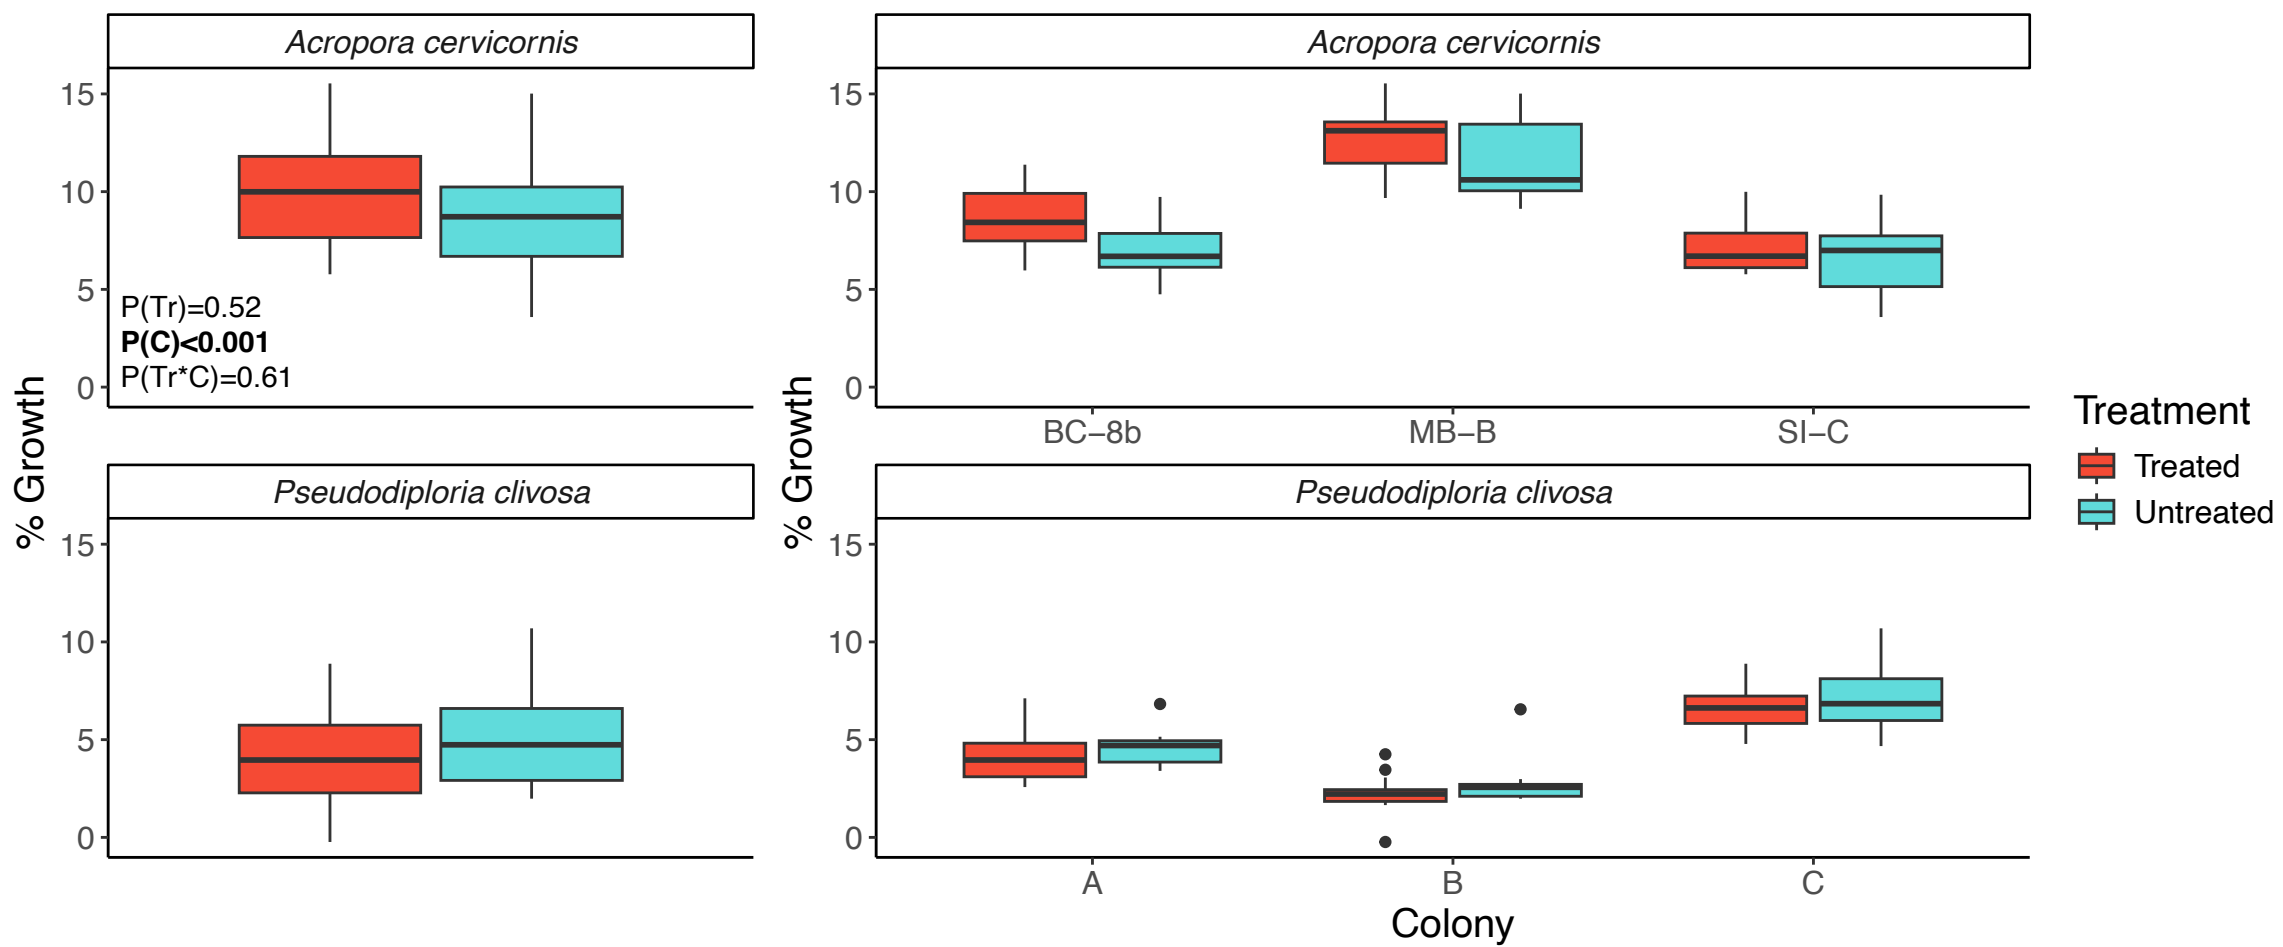 Acropora cervicornis
Acropora cervicornis
% Growth
15
10
5
0
P(Tr)=0.52
P(C)<0.001
P(Tr*C)=0.61
% Growth
15
10
5
0
BC–8b MB–B SI–C
Pseudodiploria clivosa
Pseudodiploria clivosa
15
10
5
0
15
10
5
0
A B C
Colony
Treatment
Treated
Untreated